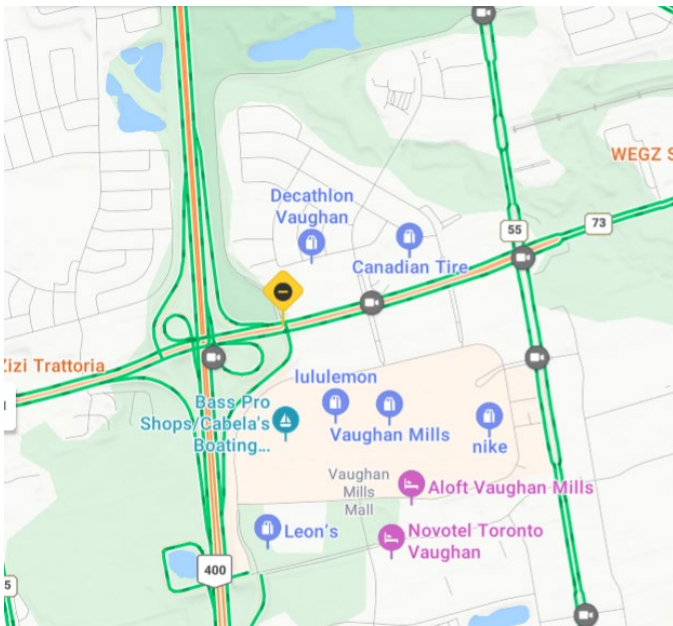 WEGZ S
Decathlon
Vaughan
55
73
Canadian Tire
Zizi Trattoria
lululemon
Bass Pro
Shops/Cabela's
Boating...
Vaughan Mills
nike
Vaughan
Mills
Mall
Aloft Vaughan Mills
Leon's
Novotel Toronto
Vaughan
400
5